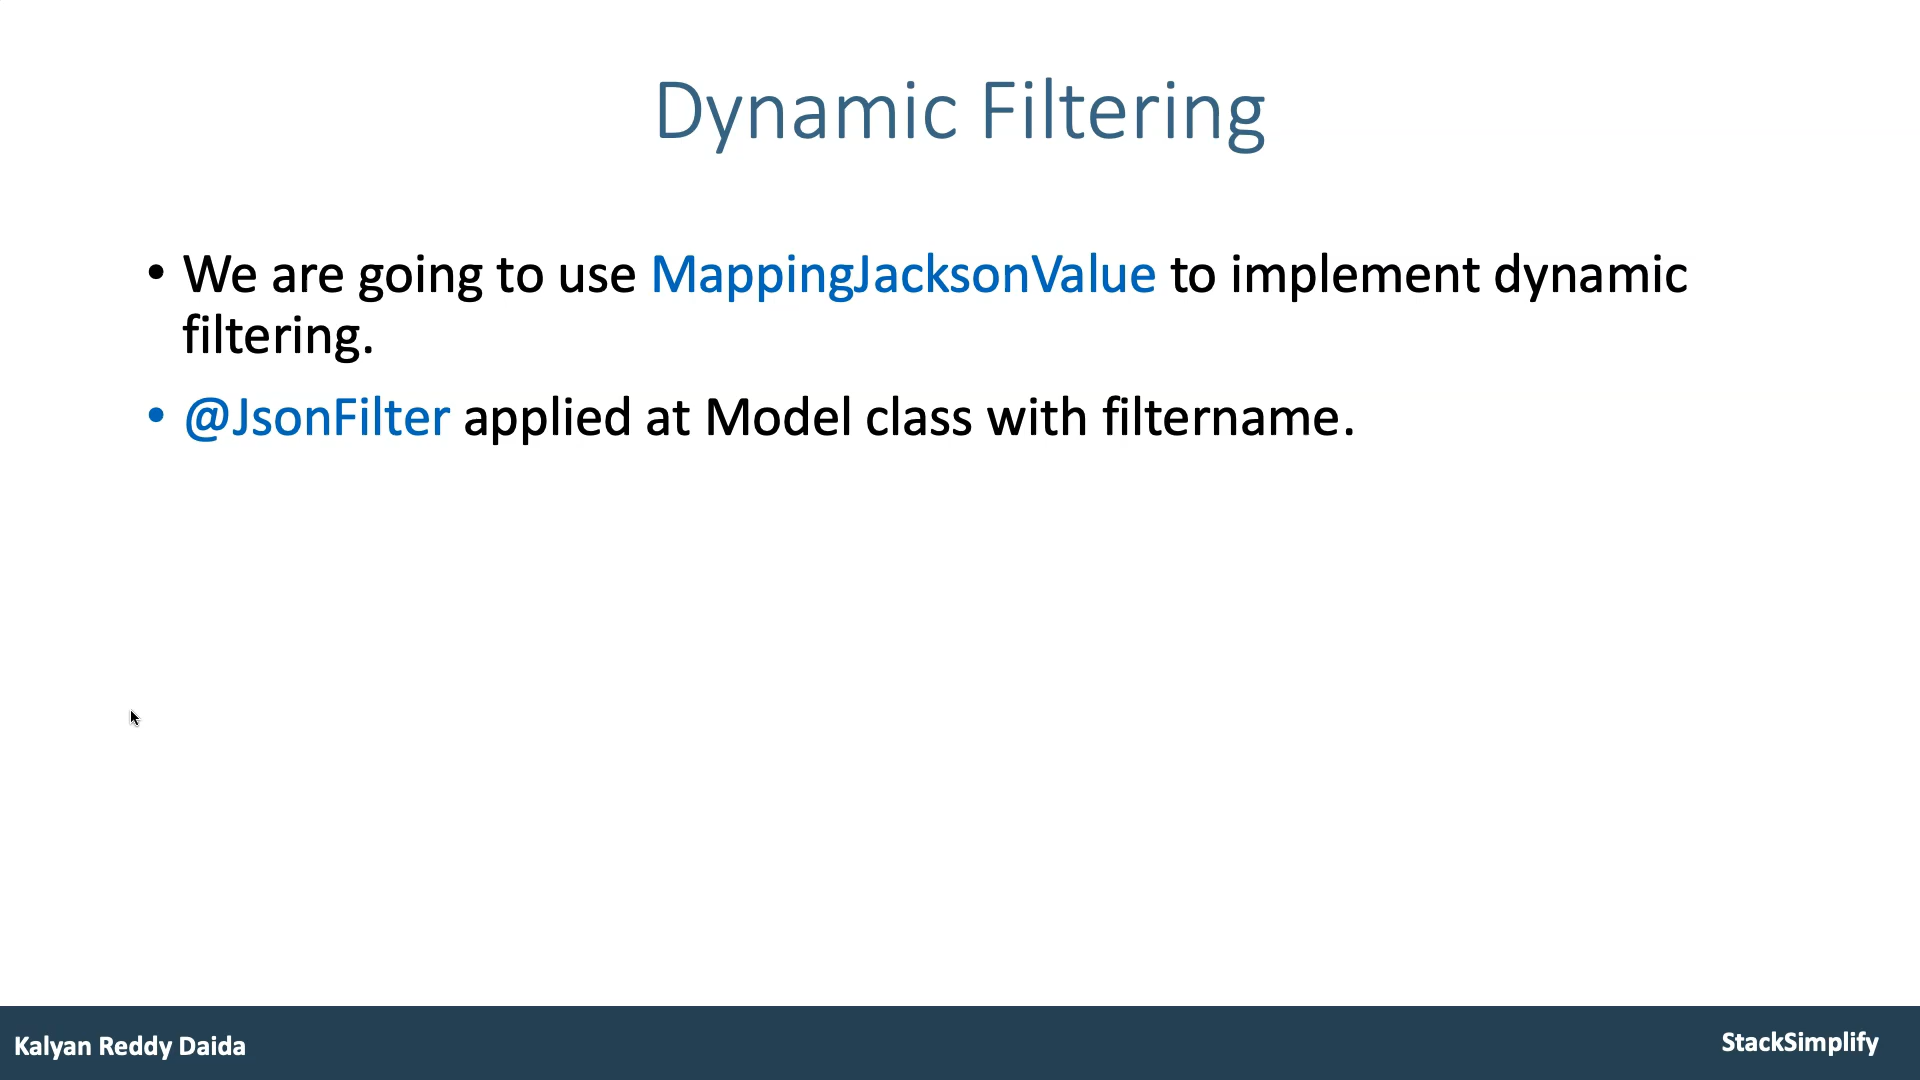 Dynamic Filtering
• We are going to use MappingJacksonValue to implement dynamic
filtering.
• @JsonFilter applied at Model class with filtername.
Kalyan Reddy Daida
StackSimplify